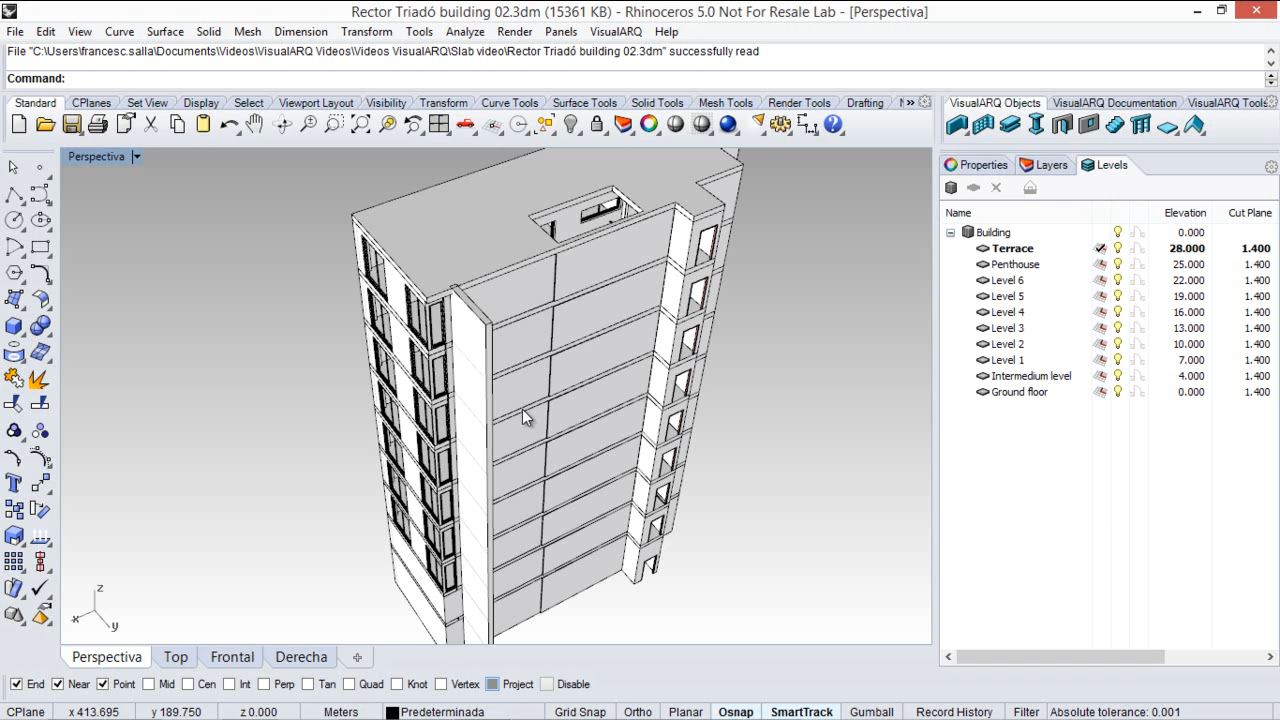 Rector Triadó building 02.3dm (15361 KB) - Rhinoceros 5.0 Not For Resale Lab - [Perspectiva]
File Edit View Curve Surface Solid Mesh Dimension Transform Tools Analyze Render Panels VisualARQ Help
File "C:\Users\francesc.salla\Documents\Videos\VisualARQ Videos\Videos VisualARQ\Slab video\Rector Triadó building 02.3dm" successfully read
Command:
Standard CPlanes Set View Display Select Viewport Layout Visibility Transform Curve Tools Surface Tools Solid Tools Mesh Tools Render Tools Drafting
VisualARQ Objects VisualARQ Documentation VisualARQ Tools
Perspectiva
Properties Layers Levels
Name Elevation Cut Plane
Building 0.000
Terrace 28.000 1.400
Penthouse 25.000 1.400
Level 6 22.000 1.400
Level 5 19.000 1.400
Level 4 16.000 1.400
Level 3 13.000 1.400
Level 2 10.000 1.400
Level 1 7.000 1.400
Intermedium level 4.000 1.400
Ground floor 0.000 1.400
z
x
y
Perspectiva Top Frontal Derecha
End Near Point Mid Cen Int Perp Tan Quad Knot Vertex Project Disable
CPlane x 413.695 y 189.750 z 0.000 Meters Predeterminada Grid Snap Ortho Planar Osnap SmartTrack Gumball Record History Filter Absolute tolerance: 0.001